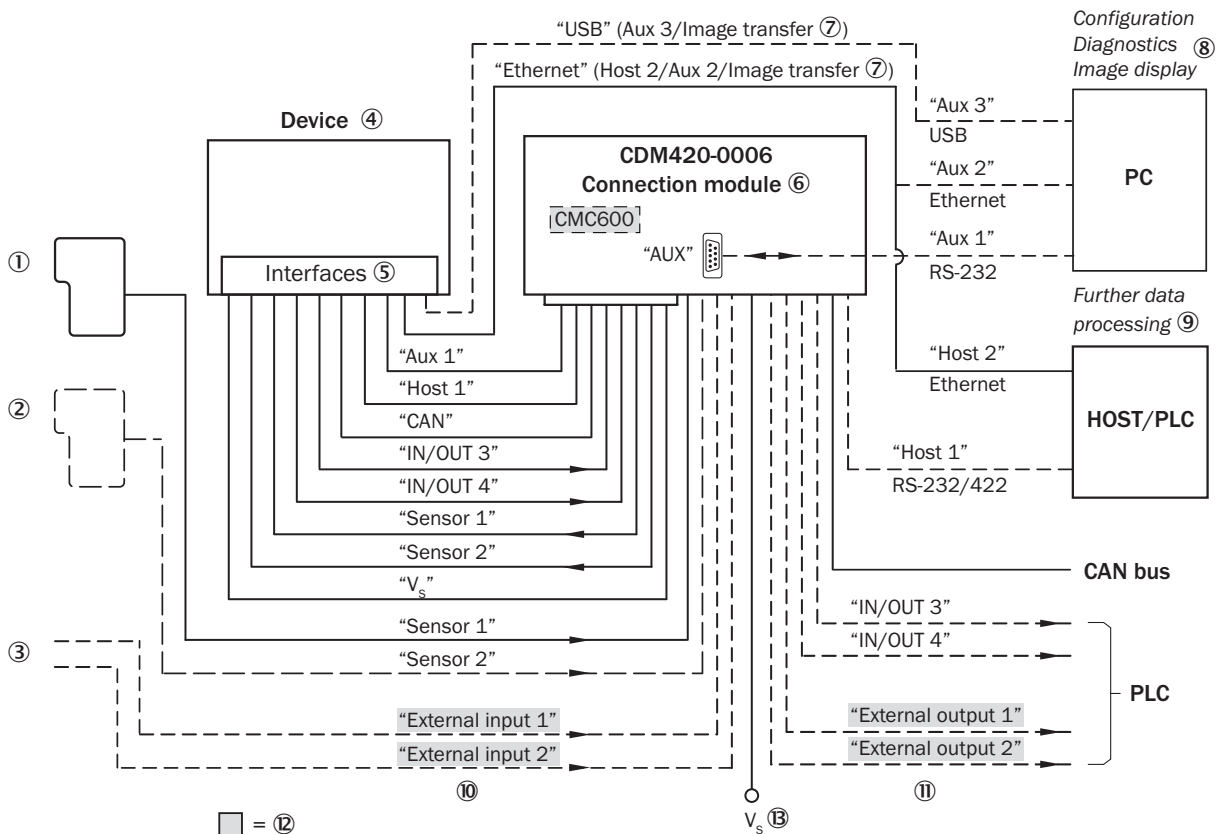 “USB” (Aux 3/Image transfer ⑦)
“Ethernet” (Host 2/Aux 2/Image transfer ⑦)
Configuration
Diagnostics ⑧
Image display
Device ④
CDM420-0006
Connection module ⑥
CMC600
“AUX”
Interfaces ⑤
“Aux 3”
USB
“Aux 2”
Ethernet
“Aux 1”
RS-232
PC
①
②
③
“Aux 1”
“Host 1”
“CAN”
“IN/OUT 3”
“IN/OUT 4”
“Sensor 1”
“Sensor 2”
“Vs”
“Sensor 1”
“Sensor 2”
“External input 1”
“External input 2”
⑩
Further data
processing ⑨
“Host 2”
Ethernet
HOST/PLC
“Host 1”
RS-232/422
CAN bus
“IN/OUT 3”
“IN/OUT 4”
PLC
“External output 1”
“External output 2”
⑪
= ⑫
Vs ⑬